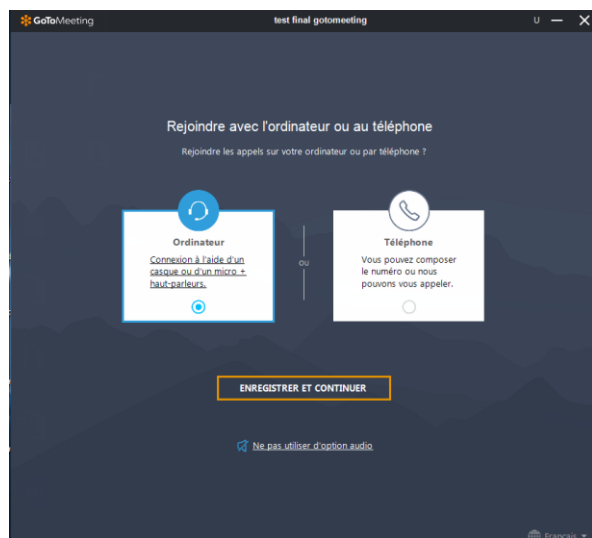 GoToMeeting
test final gotomeeting
U
Rejoindre avec l'ordinateur ou au téléphone
Rejoindre les appels sur votre ordinateur ou par téléphone ?
Ordinateur
Connexion à l'aide d'un
casque ou d'un micro +
haut-parleurs.
ou
Téléphone
Vous pouvez composer
le numéro ou nous
pouvons vous appeler.
ENREGISTRER ET CONTINUER
Ne pas utiliser d'option audio
Français